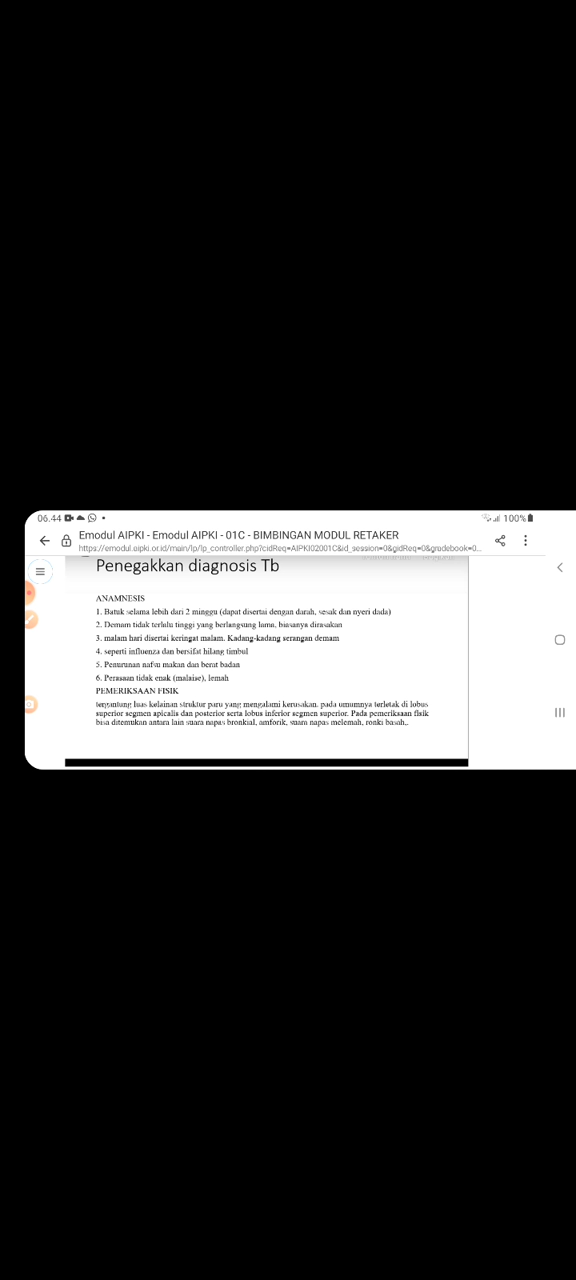 06.44
100%
Emodul AIPKI - Emodul AIPKI - 01C - BIMBINGAN MODUL RETAKER
https://emodul.aipki.or.id/main/lp/lp_controller.php?cidReq=AIPKI02001C&id_session=0&gidReq=0&gradebook=0...
Penegakkan diagnosis Tb
ANAMNESIS
1. Batuk selama lebih dari 2 minggu (dapat disertai dengan darah, sesak dan nyeri dada)
2. Demam tidak terlalu tinggi yang berlangsung lama, biasanya dirasakan
3. malam hari disertai keringat malam. Kadang-kadang serangan demam
4. seperti influenza dan bersifat hilang timbul
5. Penurunan nafsu makan dan berat badan
6. Perasaan tidak enak (malaise), lemah
PEMERIKSAAN FISIK
tergantung luas kelainan struktur paru yang mengalami kerusakan. pada umumnya terletak di lobus
superior segmen apicalis dan posterior serta lobus inferior segmen superior. Pada pemeriksaan fisik
bisa ditemukan antara lain suara napas bronkial, amforik, suara napas melemah, ronki basah,.